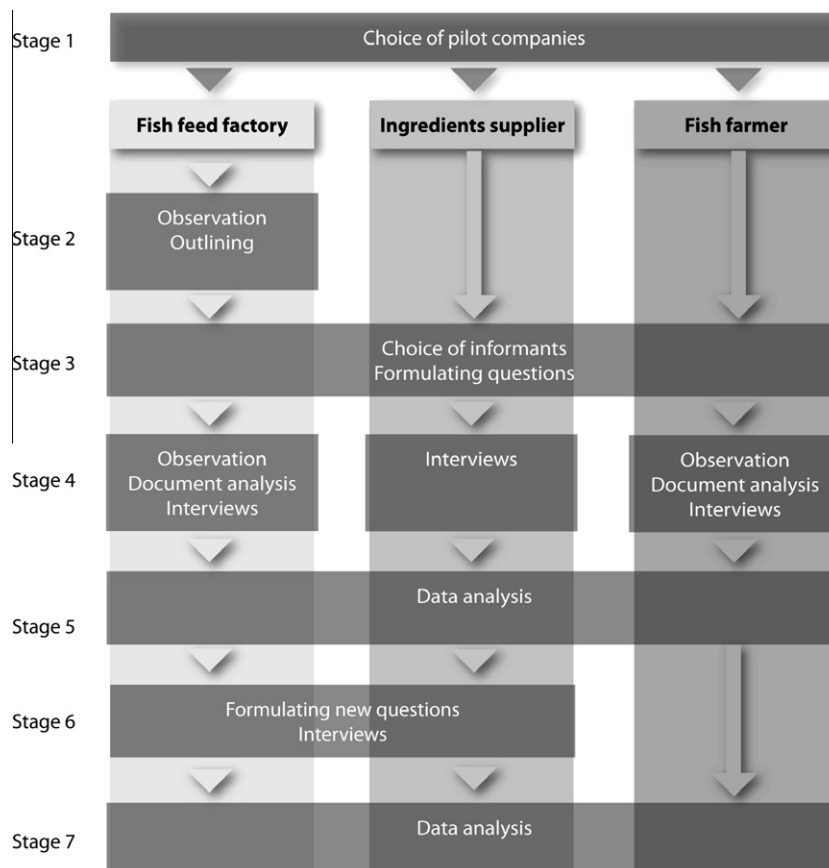 Stage 1
Choice of pilot companies
Fish feed factory
Ingredients supplier
Fish farmer
Stage 2
Observation
Outlining
Stage 3
Choice of informants
Formulating questions
Stage 4
Observation
Document analysis
Interviews
Interviews
Observation
Document analysis
Interviews
Stage 5
Data analysis
Stage 6
Formulating new questions
Interviews
Stage 7
Data analysis